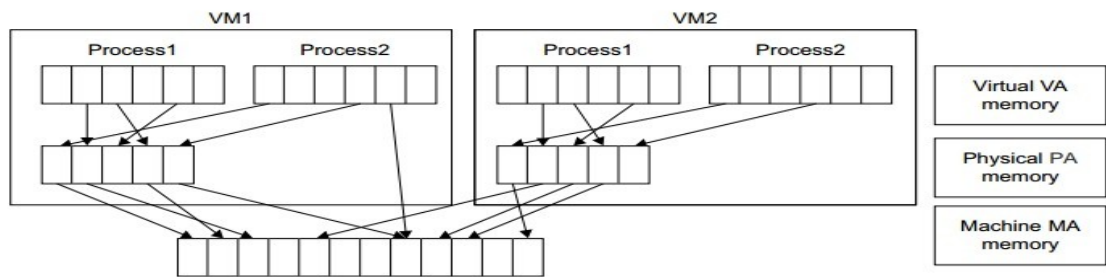 VM1
VM2
Process1
Process2
Process1
Process2
Virtual VA
memory
Physical PA
memory
Machine MA
memory